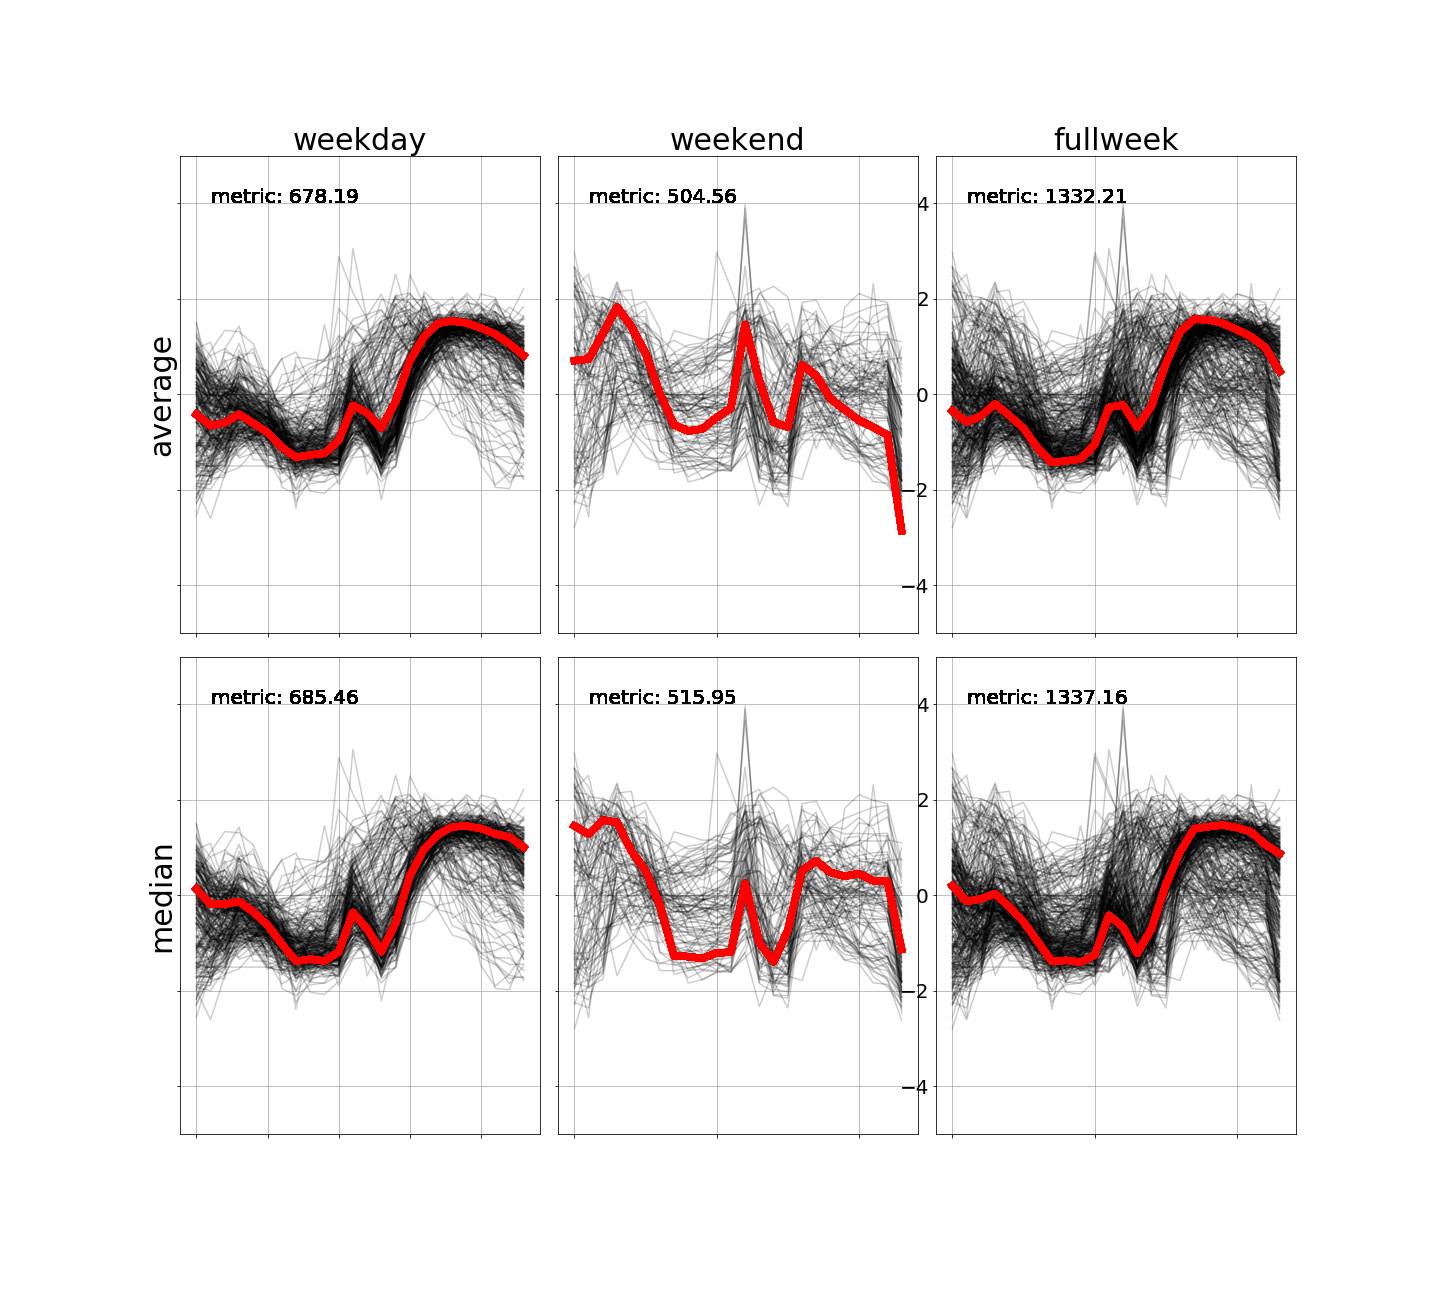 weekday weekend fullweek
metric: 678.19 metric: 504.56 metric: 1332.21
4
2
0
−2
−4
average
metric: 685.46 metric: 515.95 metric: 1337.16
4
2
0
−2
−4
median